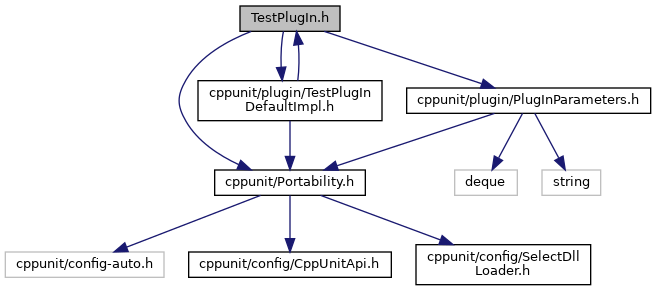 TestPlugIn.h
cppunit/plugin/TestPlugIn
DefaultImpl.h
cppunit/plugin/PlugInParameters.h
cppunit/Portability.h
deque
string
cppunit/config-auto.h
cppunit/config/CppUnitApi.h
cppunit/config/SelectDll
Loader.h